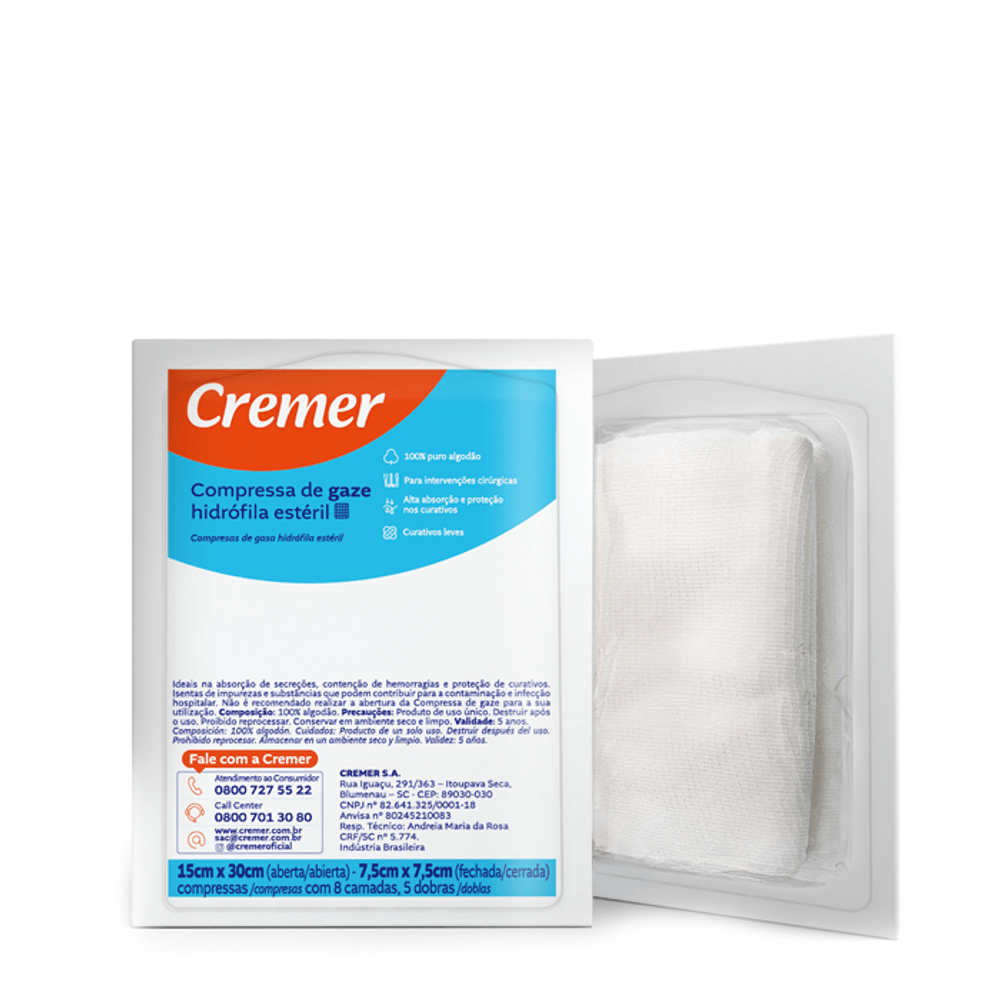 Cremer
100% puro algodão
Para intervenções cirúrgicas
Alta absorção e proteção
nos curativos
Curativos leves
Compressa de gaze
hidrófila estéril
Compresas de gasa hidrófila estéril
Ideais na absorção de secreções, contenção de hemorragias e proteção de curativos.
Isentas de impurezas e substâncias que podem contribuir para a contaminação e infecção
hospitalar. Não é recomendado realizar a abertura da Compressa de gaze para a sua
utilização. Composição: 100% algodão. Precauções: Produto de uso único. Destruir após
o uso. Proibido reprocessar. Conservar em ambiente seco e limpo. Validade: 5 anos.
Composición: 100% algodón. Cuidados: Producto de un solo uso. Destruir después del uso.
Prohibido reprocesar. Almacenar en un ambiente seco y limpio. Validez: 5 años.
Fale com a Cremer
Atendimento ao Consumidor
0800 727 55 22
Call Center
0800 701 30 80
www.cremer.com.br
sac@cremer.com.br
@cremeroficial
CREMER S.A.
Rua Iguaçu, 291/363 – Itoupava Seca,
Blumenau – SC - CEP: 89030-030
CNPJ nº 82.641.325/0001-18
Anvisa nº 80245210083
Resp. Técnico: Andreia Maria da Rosa
CRF/SC nº 5.774.
Indústria Brasileira
15cm x 30cm (aberta/abierta) - 7,5cm x 7,5cm (fechada/cerrada)
compressas /compresas com 8 camadas, 5 dobras /doblas